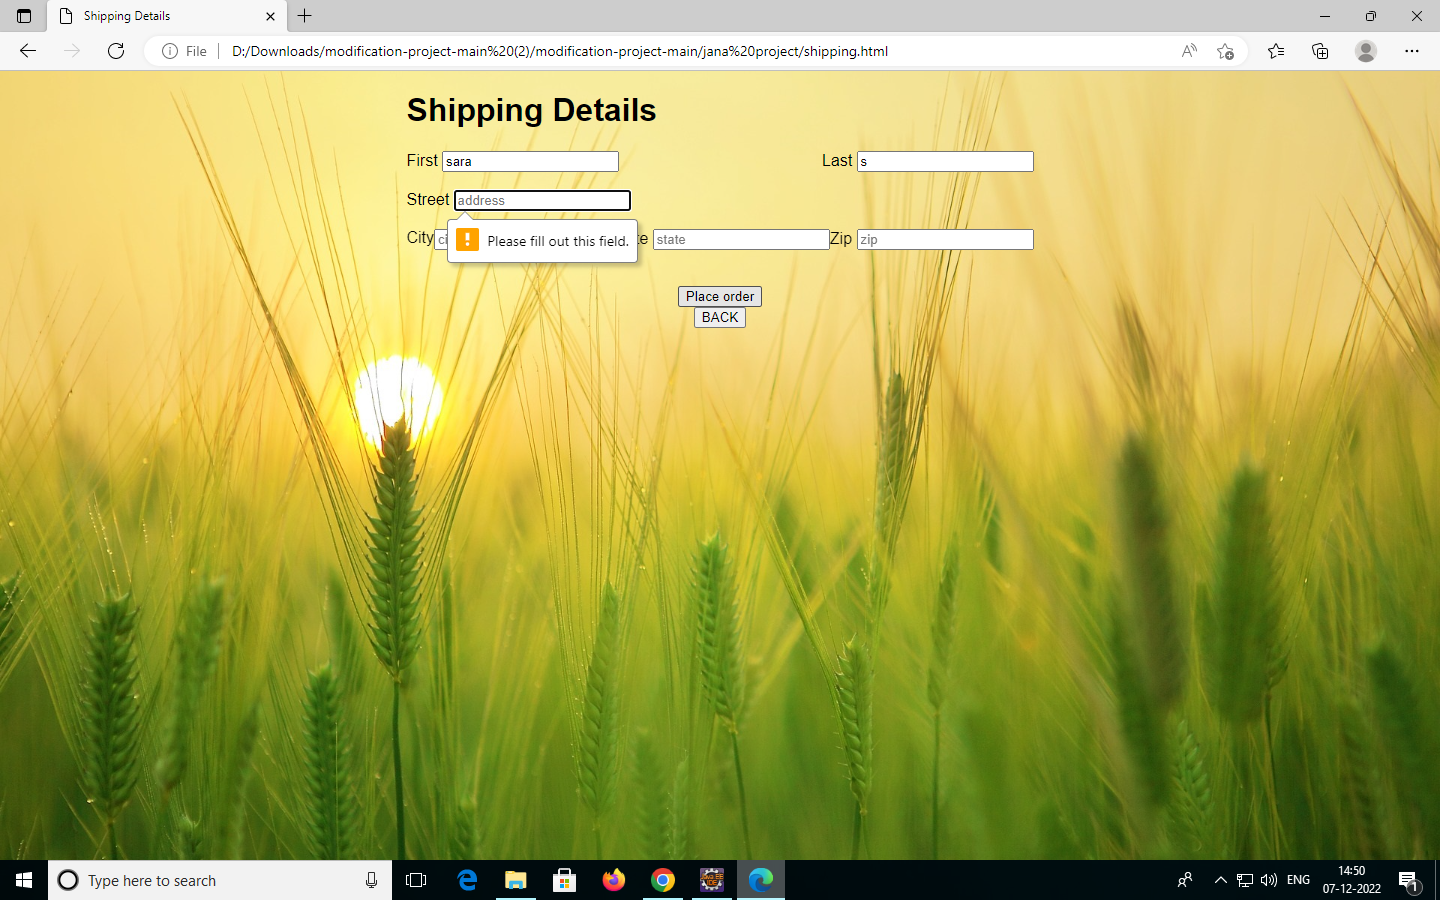 Shipping Details
File
D:/Downloads/modification-project-main%20(2)/modification-project-main/jana%20project/shipping.html
Shipping Details
First sara Last s
Street address
Please fill out this field.
City ci te state Zip zip
Place order
BACK
Type here to search
ENG
14:50
07-12-2022
1